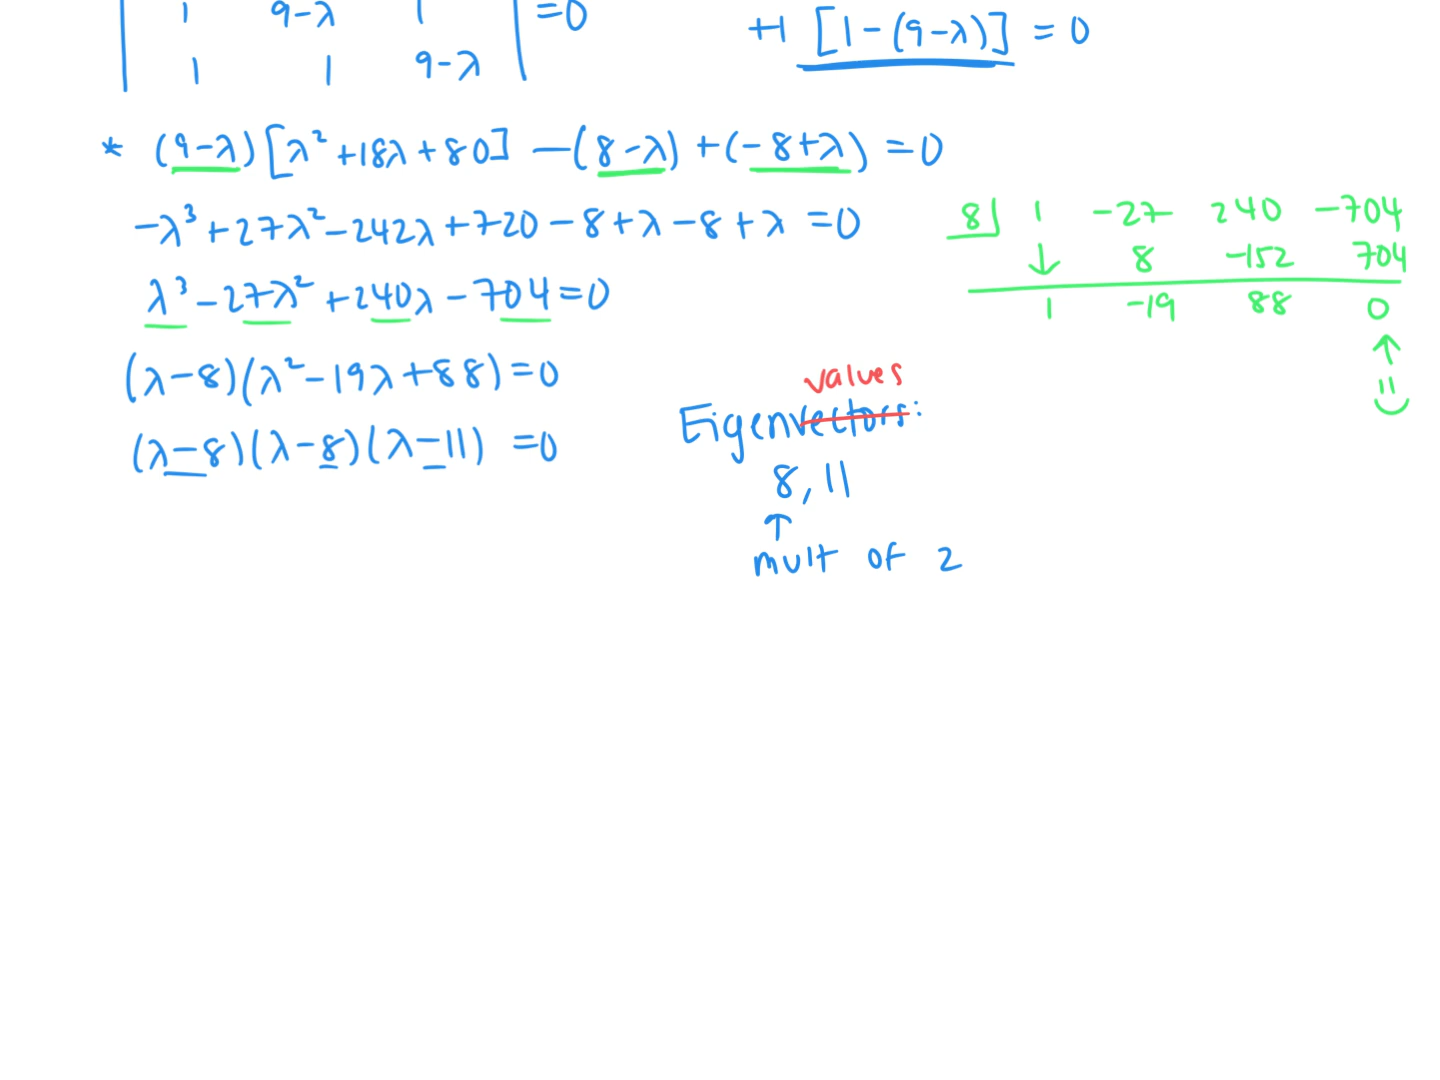 1 9-λ 1 =0
1 1 9-λ
+1 [1-(9-λ)] = 0
* (9-λ)[λ²+18λ+80] -(8-λ) +(-8+λ) =0
-λ³+27λ²-242λ+720-8+λ-8+λ =0
λ³-27λ²+240λ-704=0
(λ-8)(λ²-19λ+88)=0
(λ-8)(λ-8)(λ-11) =0
8| 1 -27 240 -704
↓ 8 -152 704
1 -19 88 0
↑
values
Eigenvectors:
8, 11
↑
mult of 2